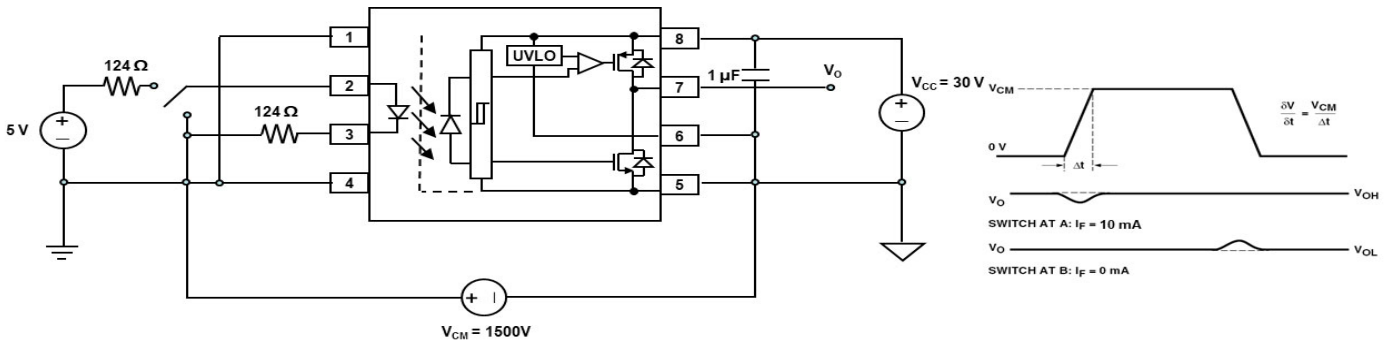 124 Ω
5 V
+
–
1
2
124 Ω
3
4
UVLO
8
7
6
5
1 µF
VO
+
–
VCC = 30 V
+ –
VCM = 1500V
VCM
0 V
Δt
δV / δt = VCM / Δt
VO
VOH
SWITCH AT A: IF = 10 mA
VO
VOL
SWITCH AT B: IF = 0 mA